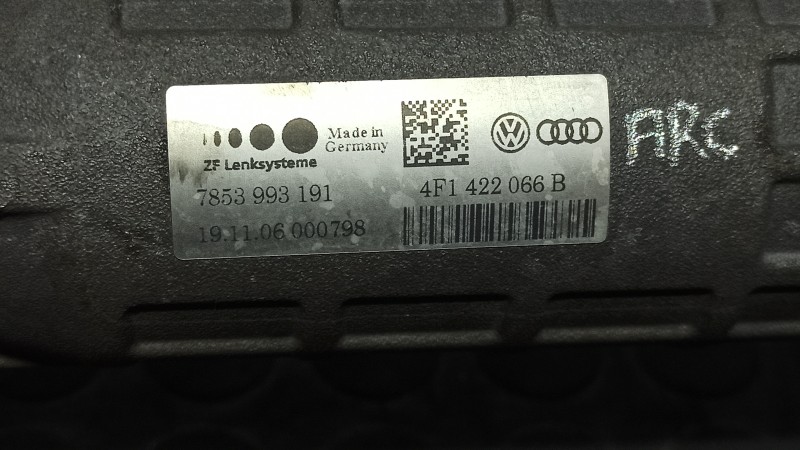 Made in
Germany
ZF Lenksysteme
7853 993 191
4F1 422 066 B
19.11.06 000798
ARC